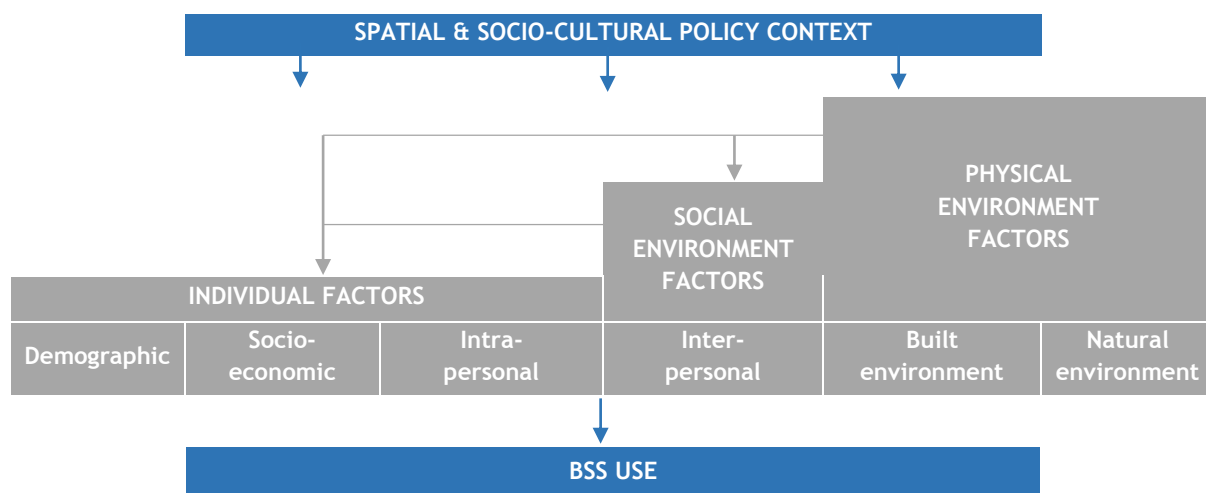 SPATIAL & SOCIO-CULTURAL POLICY CONTEXT
PHYSICAL
ENVIRONMENT
FACTORS
SOCIAL
ENVIRONMENT
FACTORS
INDIVIDUAL FACTORS
Demographic
Socio-
economic
Intra-
personal
Inter-
personal
Built
environment
Natural
environment
BSS USE